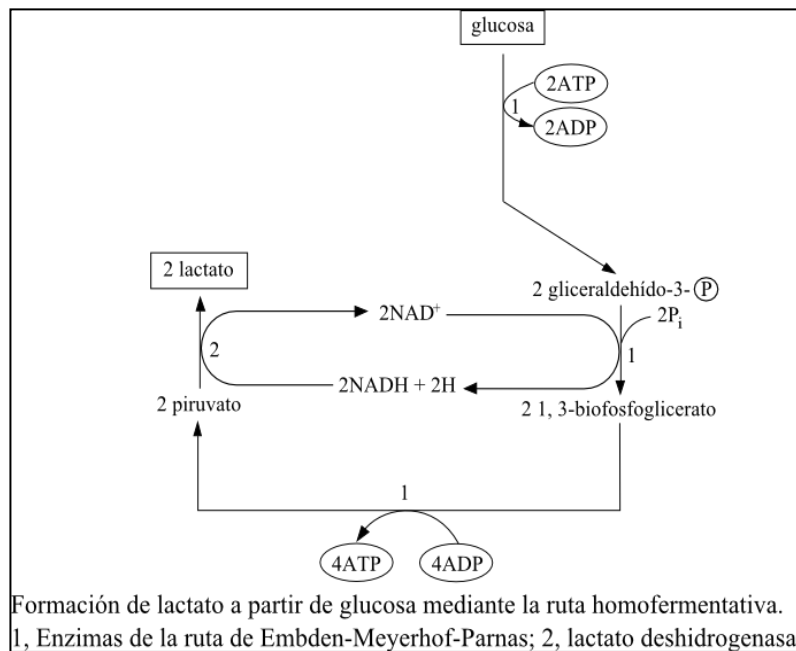 glucosa
2ATP
1
2ADP
2 lactato
2 gliceraldehído-3- P
2NAD+
2Pi
2
1
2NADH + 2H
2 piruvato
2 1, 3-biofosfoglicerato
1
4ATP
4ADP
Formación de lactato a partir de glucosa mediante la ruta homofermentativa.
1, Enzimas de la ruta de Embden-Meyerhof-Parnas; 2, lactato deshidrogenasa